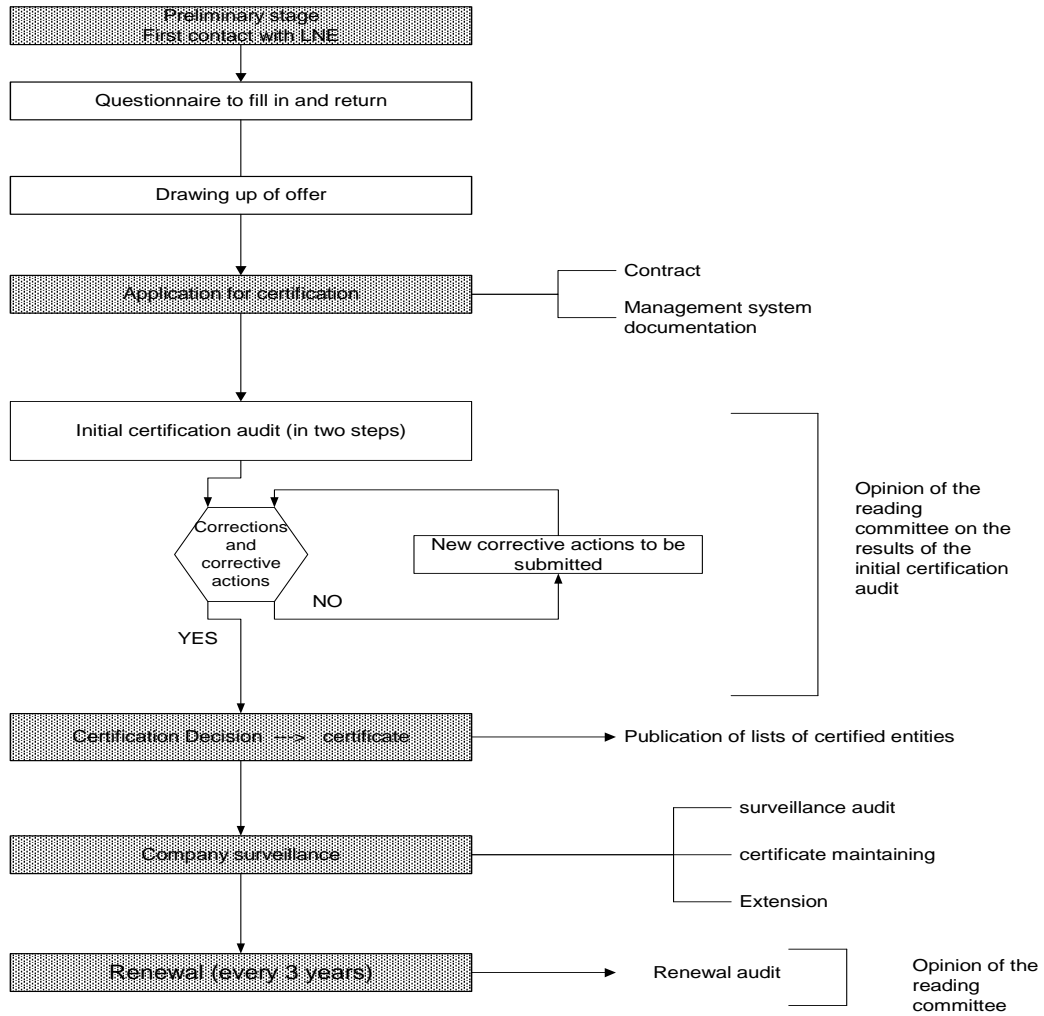 Preliminary stage
First contact with LNE
Questionnaire to fill in and return
Drawing up of offer
Application for certification
Contract
Management system
documentation
Initial certification audit (in two steps)
Corrections
and
corrective
actions
New corrective actions to be
submitted
NO
YES
Opinion of the
reading
committee on the
results of the
initial certification
audit
Certification Decision ---> certificate
Publication of lists of certified entities
surveillance audit
Company surveillance
certificate maintaining
Extension
Renewal (every 3 years)
Renewal audit
Opinion of the
reading
committee